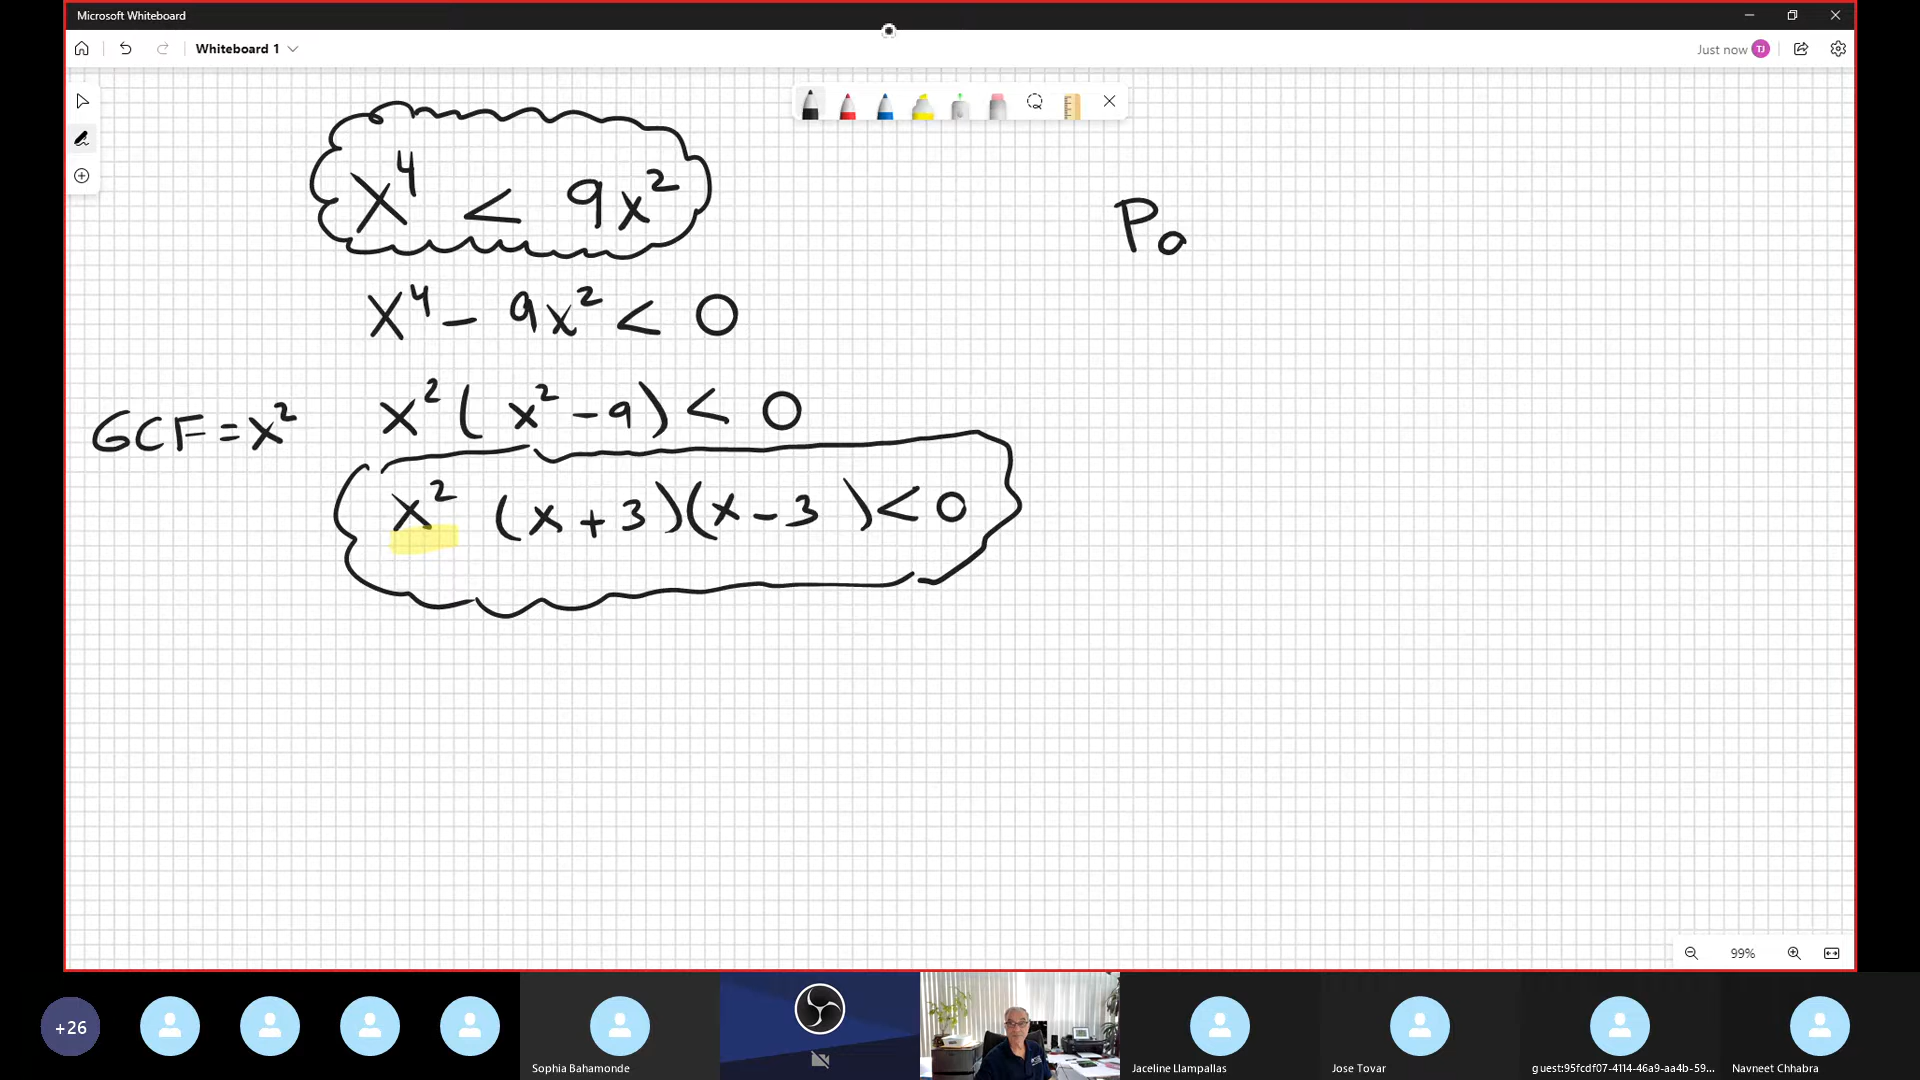 Microsoft Whiteboard
Whiteboard 1
Just now TJ
x⁴ < 9x²
Po
x⁴ - 9x² < 0
GCF = x²
x² (x² - 9) < 0
x² (x + 3)(x - 3) < 0
99%
+26
Sophia Bahamonde
Jaceline Llampallas
Jose Tovar
guest:95fcdf07-4114-46a9-aa4b-59...
Navneet Chhabra